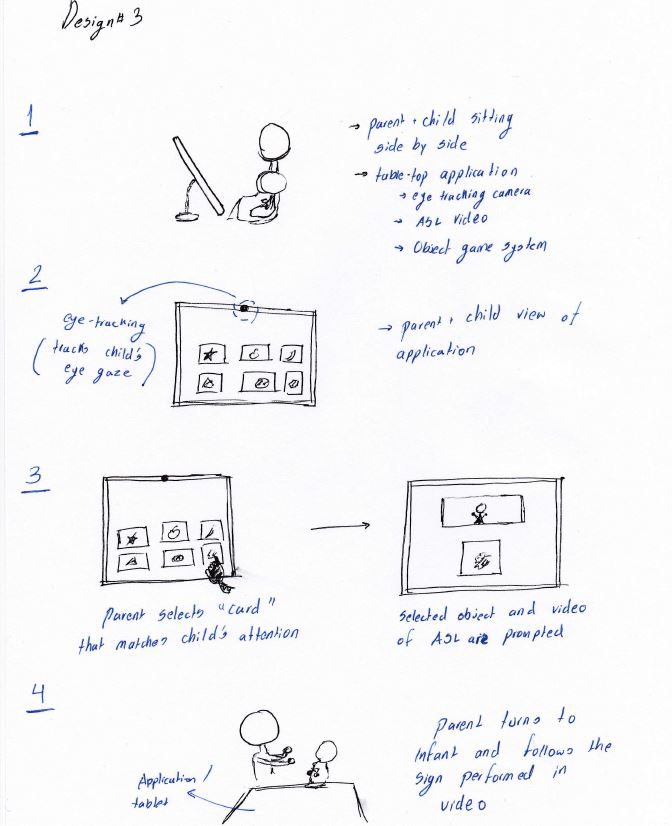 Design# 3
1
→ parent + child sitting
side by side
→ table-top application
→ eye tracking camera
→ ASL video
→ Object game system
2
eye-tracking
(tracks child's
eye gaze)
→ parent + child view of
application
3
Parent selects "card"
that matches child's attention
Selected object and video
of ASL are prompted
4
Application/
tablet
Parent turns to
Infant and follows the
sign performed in
video